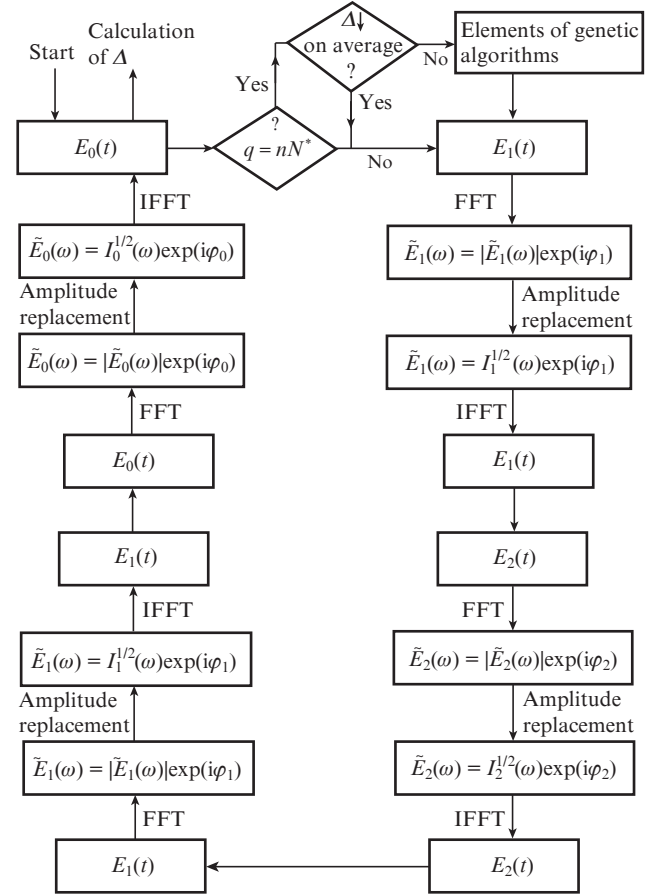 Start
Calculation
of Δ
E₀(t)
?
q = nN*
Yes
Δ↓
on average
?
No
Yes
No
Elements of genetic
algorithms
E₁(t)
FFT
Ẽ₁(ω) = |Ẽ₁(ω)|exp(iφ₁)
Amplitude
replacement
Ẽ₁(ω) = I₁^{1/2}(ω)exp(iφ₁)
IFFT
E₁(t)
E₂(t)
FFT
Ẽ₂(ω) = |Ẽ₂(ω)|exp(iφ₂)
Amplitude
replacement
Ẽ₂(ω) = I₂^{1/2}(ω)exp(iφ₂)
IFFT
E₂(t)
E₁(t)
FFT
Ẽ₁(ω) = |Ẽ₁(ω)|exp(iφ₁)
Amplitude
replacement
Ẽ₁(ω) = I₁^{1/2}(ω)exp(iφ₁)
IFFT
E₁(t)
E₀(t)
FFT
Ẽ₀(ω) = |Ẽ₀(ω)|exp(iφ₀)
Amplitude
replacement
Ẽ₀(ω) = I₀^{1/2}(ω)exp(iφ₀)
IFFT